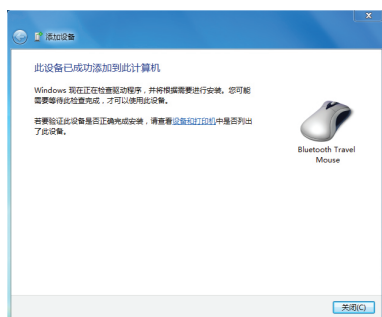 添加设备
此设备已成功添加到此计算机
Windows 现在正在检查驱动程序，并将根据需要进行安装。您可能
需要等待此检查完成，才可以使用此设备。
若要验证此设备是否正确完成安装，请查看设备和打印机中是否列出
了此设备。
Bluetooth Travel
Mouse
关闭(C)